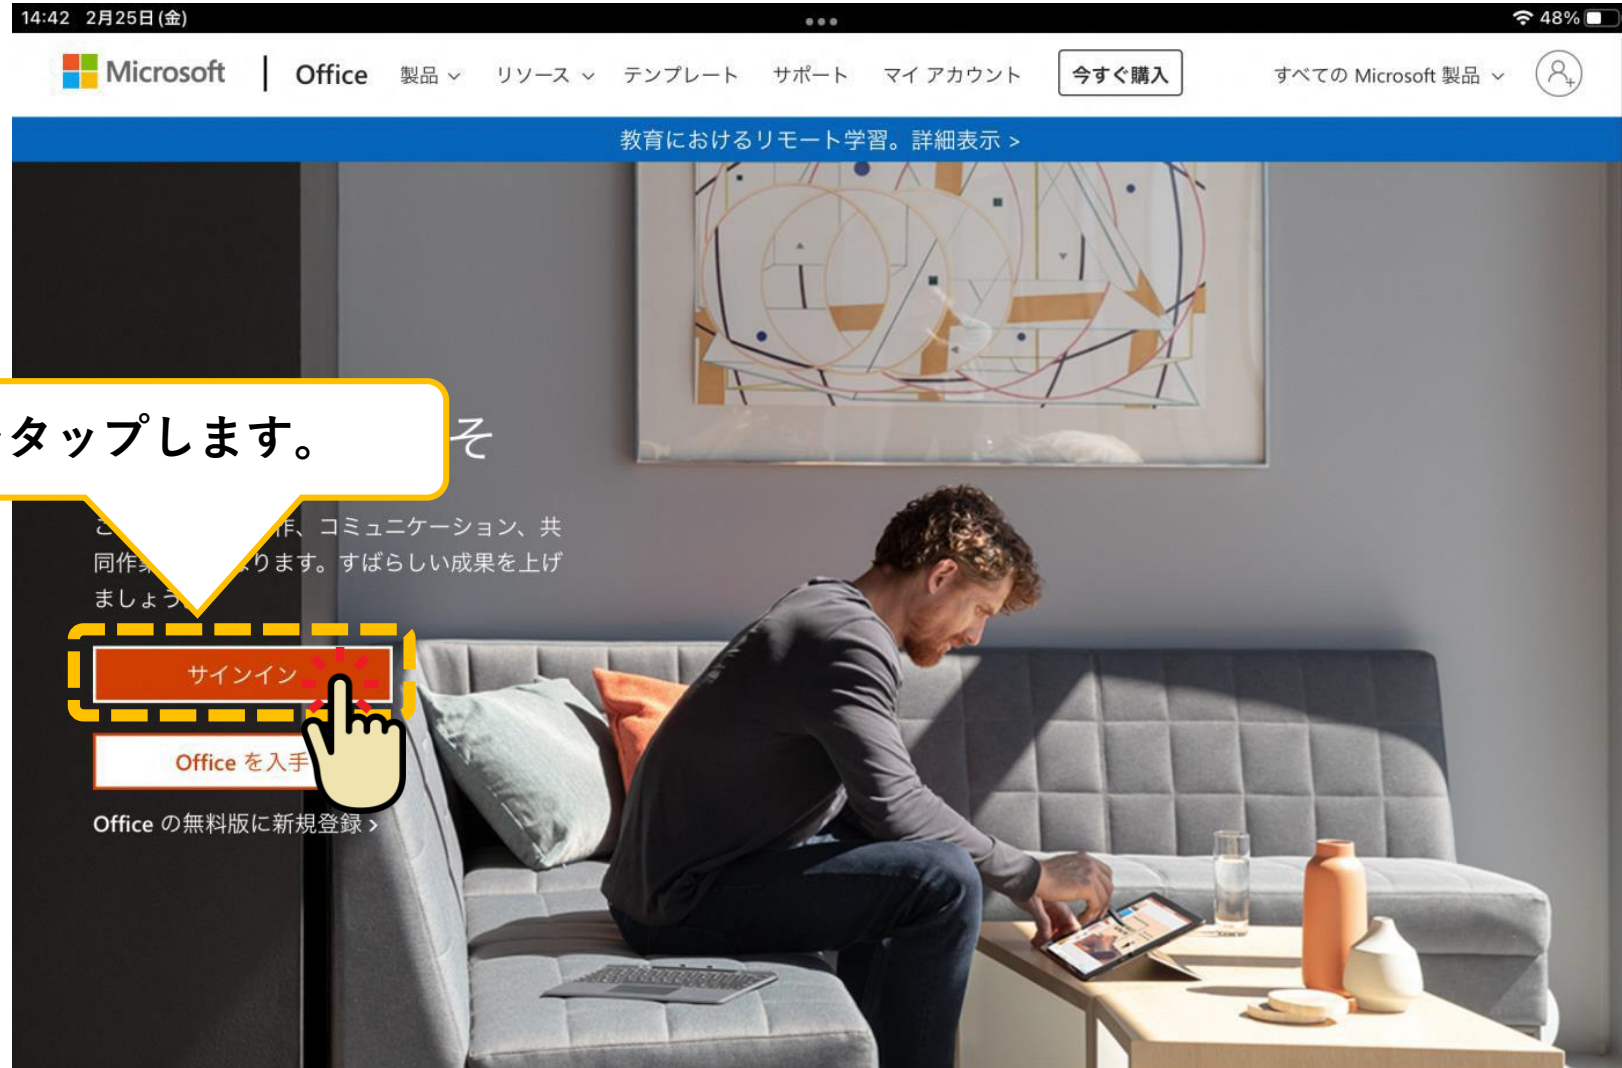 14:42 2月25日(金)
48%
Microsoft Office 製品 リソース テンプレート サポート マイ アカウント 今すぐ購入 すべての Microsoft 製品
教育におけるリモート学習。詳細表示 >
タップします。
そ
作、コミュニケーション、共
同作 ります。すばらしい成果を上げ
ましょう
サインイン
Office を入手
Office の無料版に新規登録 >